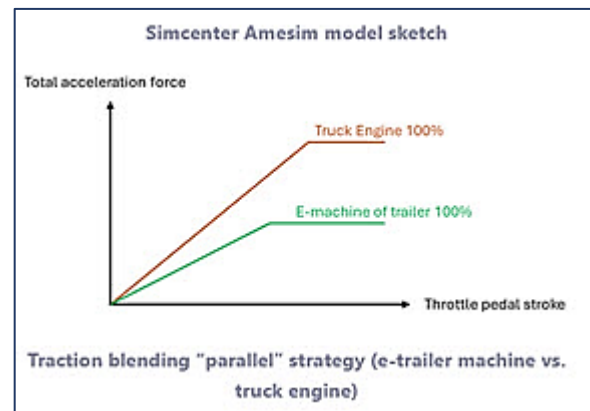 Simcenter Amesim model sketch
Total acceleration force
Truck Engine 100%
E-machine of trailer 100%
Throttle pedal stroke
Traction blending "parallel" strategy (e-trailer machine vs.
truck engine)